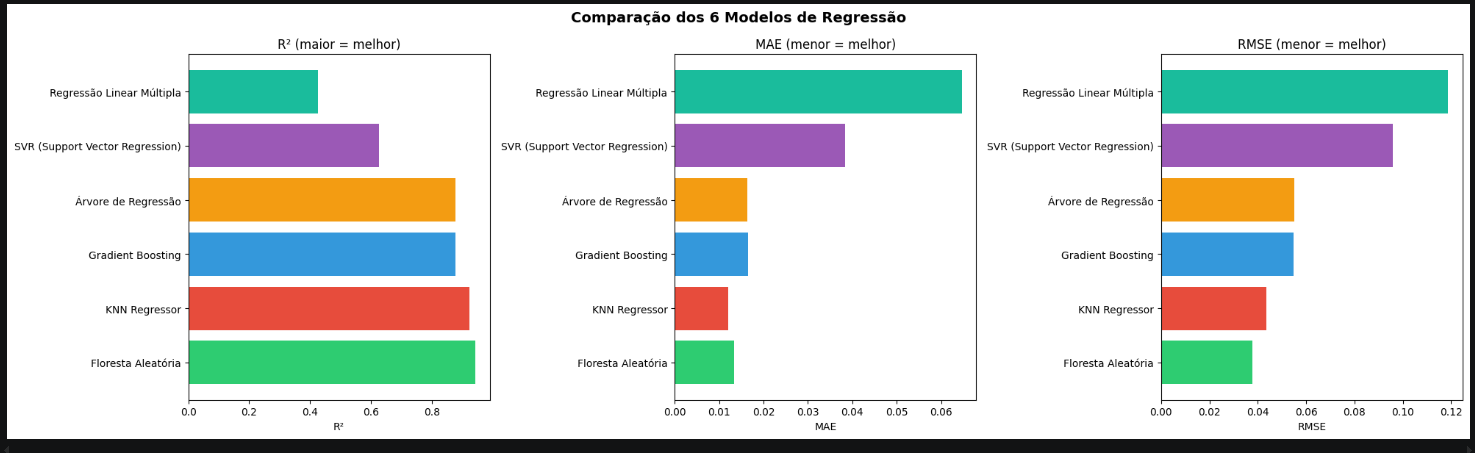 Comparação dos 6 Modelos de Regressão
R² (maior = melhor)
Regressão Linear Múltipla
SVR (Support Vector Regression)
Árvore de Regressão
Gradient Boosting
KNN Regressor
Floresta Aleatória
0.0 0.2 0.4 0.6 0.8
R²
MAE (menor = melhor)
Regressão Linear Múltipla
SVR (Support Vector Regression)
Árvore de Regressão
Gradient Boosting
KNN Regressor
Floresta Aleatória
0.00 0.01 0.02 0.03 0.04 0.05 0.06
MAE
RMSE (menor = melhor)
Regressão Linear Múltipla
SVR (Support Vector Regression)
Árvore de Regressão
Gradient Boosting
KNN Regressor
Floresta Aleatória
0.00 0.02 0.04 0.06 0.08 0.10 0.12
RMSE